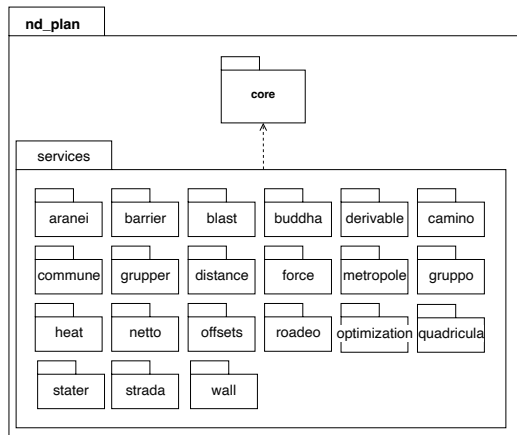 nd_plan
core
services
aranei barrier blast buddha derivable camino
commune grupper distance force metropole gruppo
heat netto offsets roadeo optimization quadricula
stater strada wall